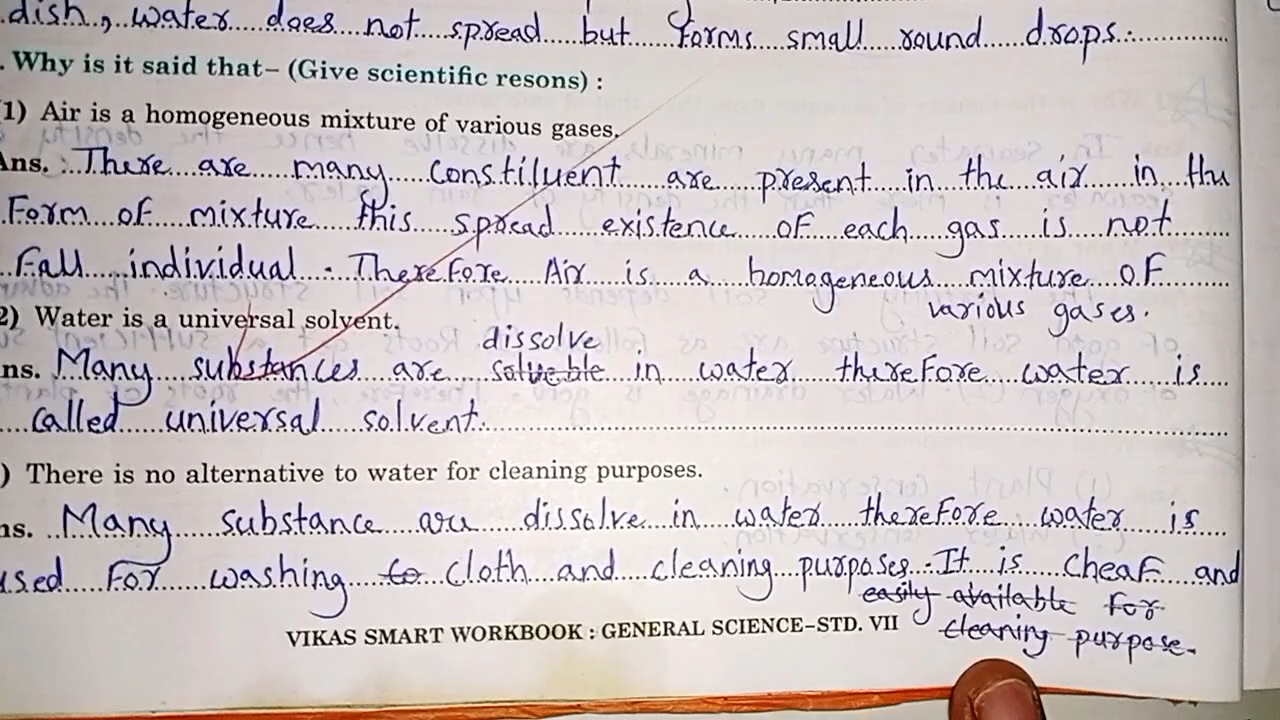 dish, water does not spread but forms small round drops.
. Why is it said that– (Give scientific resons) :
1) Air is a homogeneous mixture of various gases.
Ans. There are many constiluent are present in the air in the
Form of mixture this spread existence of each gas is not
Fall individual. Therefore Air is a homogeneous mixture of
various gases.
2) Water is a universal solvent.
dissolve
ns. Many substances are solveble in water therefore water is
called universal solvent.
) There is no alternative to water for cleaning purposes.
ns. Many substance are dissolve in water therefore water is
used For washing to cloth and cleaning purposes. It is cheaf and
easily available for
cleaning purpose.
VIKAS SMART WORKBOOK : GENERAL SCIENCE–STD. VII